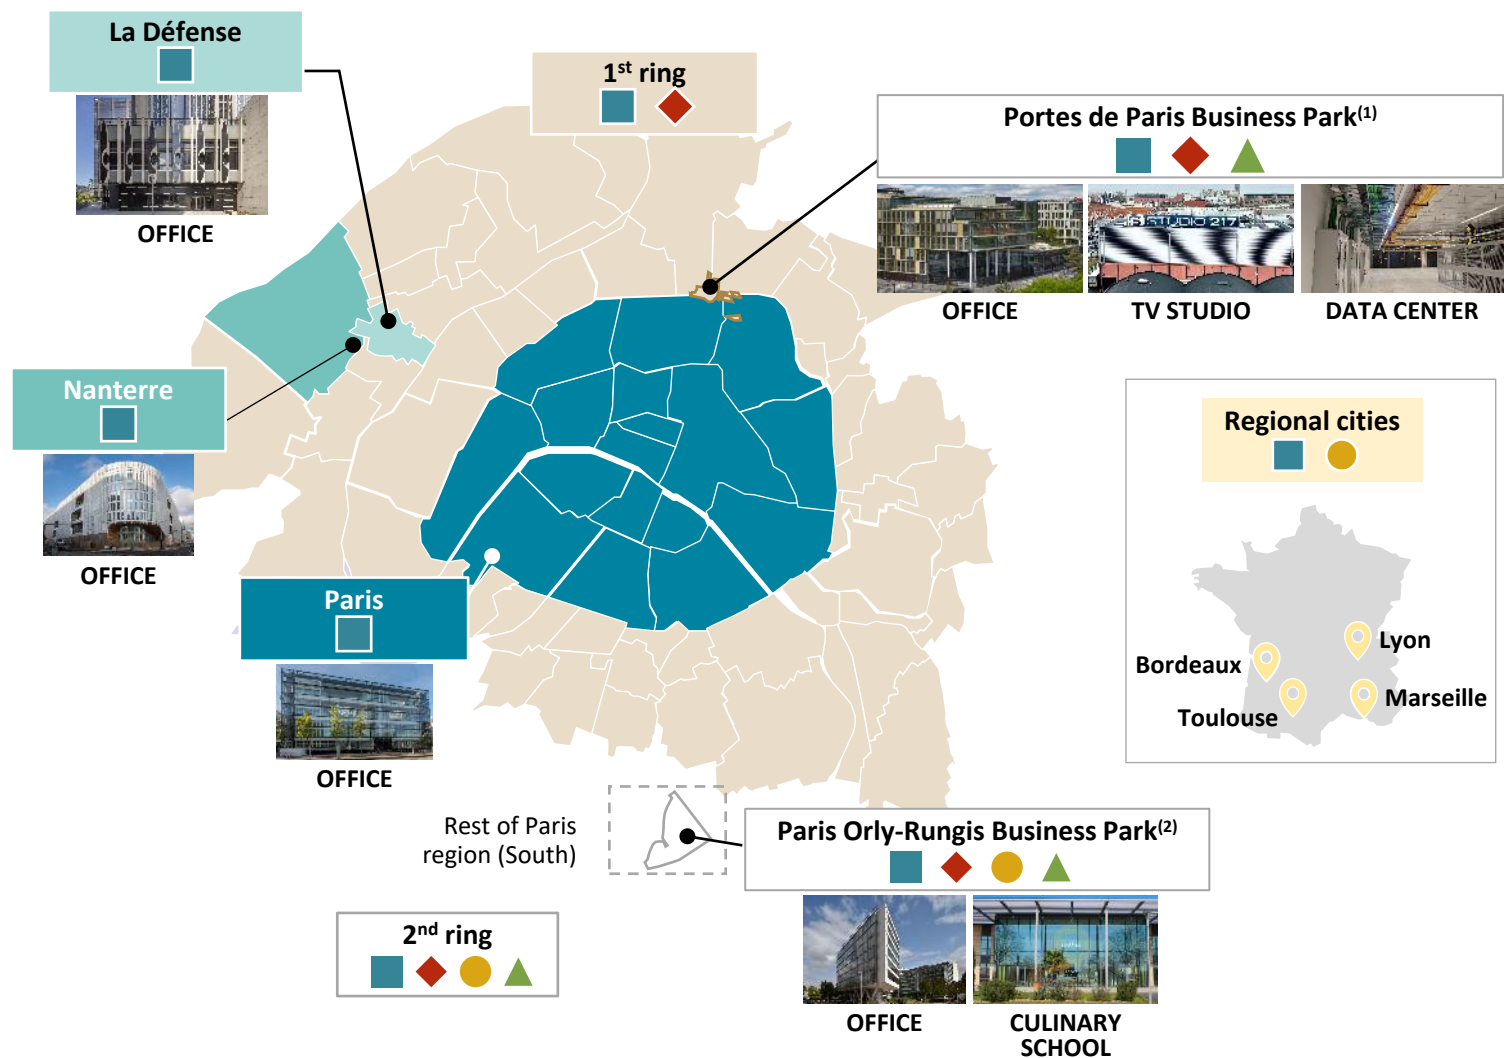 La Défense
OFFICE
1st ring
Portes de Paris Business Park(1)
STUDIO 217
OFFICE
TV STUDIO
DATA CENTER
Nanterre
OFFICE
Regional cities
Lyon
Bordeaux
Marseille
Toulouse
Paris
OFFICE
Rest of Paris
region (South)
Paris Orly-Rungis Business Park(2)
OFFICE
CULINARY
SCHOOL
2nd ring